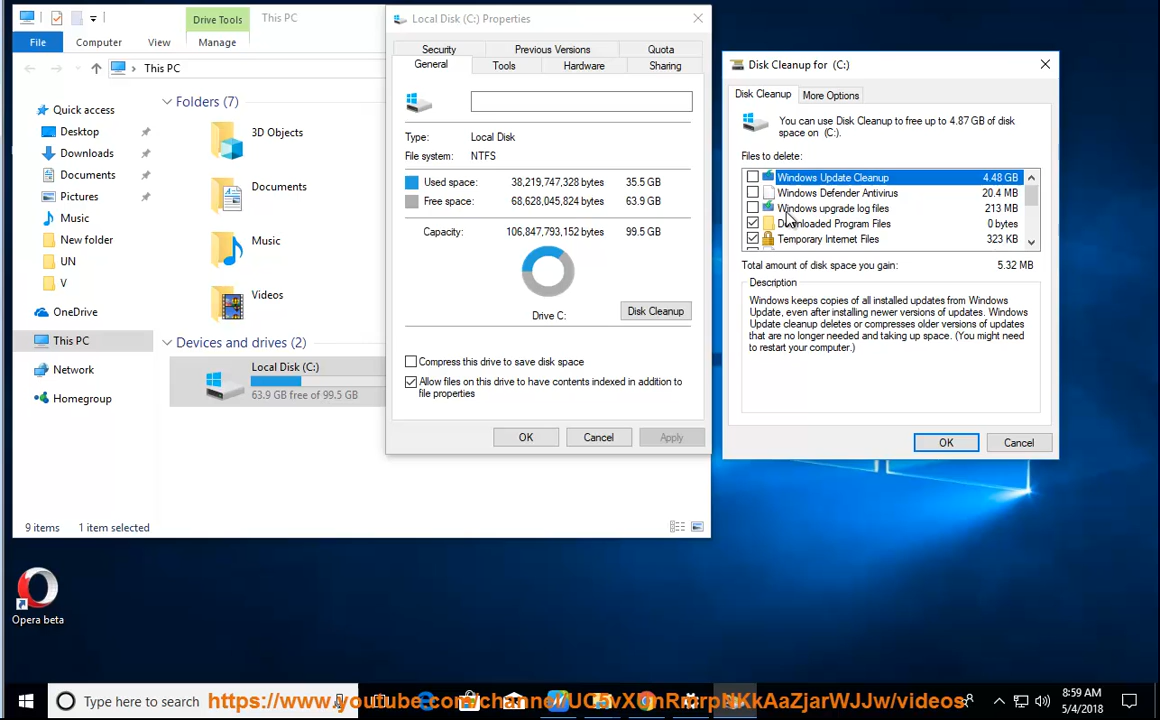 Drive Tools
This PC
File
Computer
View
Manage
This PC
Quick access
Desktop
Downloads
Documents
Pictures
Music
New folder
UN
V
OneDrive
This PC
Network
Homegroup
Folders (7)
3D Objects
Documents
Music
Videos
Devices and drives (2)
Local Disk (C:)
63.9 GB free of 99.5 GB
9 items
1 item selected
Local Disk (C:) Properties
Security
Previous Versions
Quota
General
Tools
Hardware
Sharing
Type:
Local Disk
File system:
NTFS
Used space:
38,219,747,328 bytes
35.5 GB
Free space:
68,628,045,824 bytes
63.9 GB
Capacity:
106,847,793,152 bytes
99.5 GB
Drive C:
Disk Cleanup
Compress this drive to save disk space
Allow files on this drive to have contents indexed in addition to
file properties
OK
Cancel
Apply
Disk Cleanup for (C:)
Disk Cleanup
More Options
You can use Disk Cleanup to free up to 4.87 GB of disk
space on (C:).
Files to delete:
Windows Update Cleanup
4.48 GB
Windows Defender Antivirus
20.4 MB
Windows upgrade log files
213 MB
Downloaded Program Files
0 bytes
Temporary Internet Files
323 KB
Total amount of disk space you gain:
5.32 MB
Description
Windows keeps copies of all installed updates from Windows
Update, even after installing newer versions of updates. Windows
Update cleanup deletes or compresses older versions of updates
that are no longer needed and taking up space. (You might need
to restart your computer.)
OK
Cancel
Opera beta
Type here to search
8:59 AM
5/4/2018